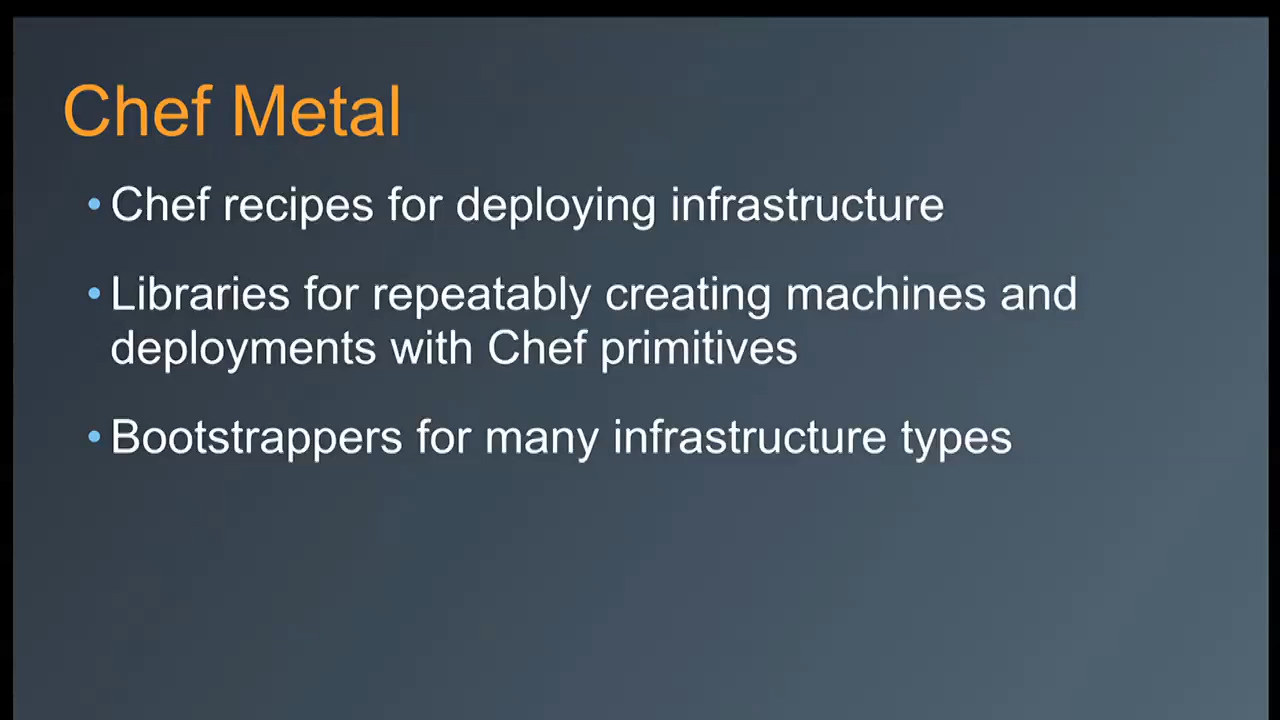 Chef Metal
• Chef recipes for deploying infrastructure
• Libraries for repeatably creating machines and
deployments with Chef primitives
• Bootstrappers for many infrastructure types